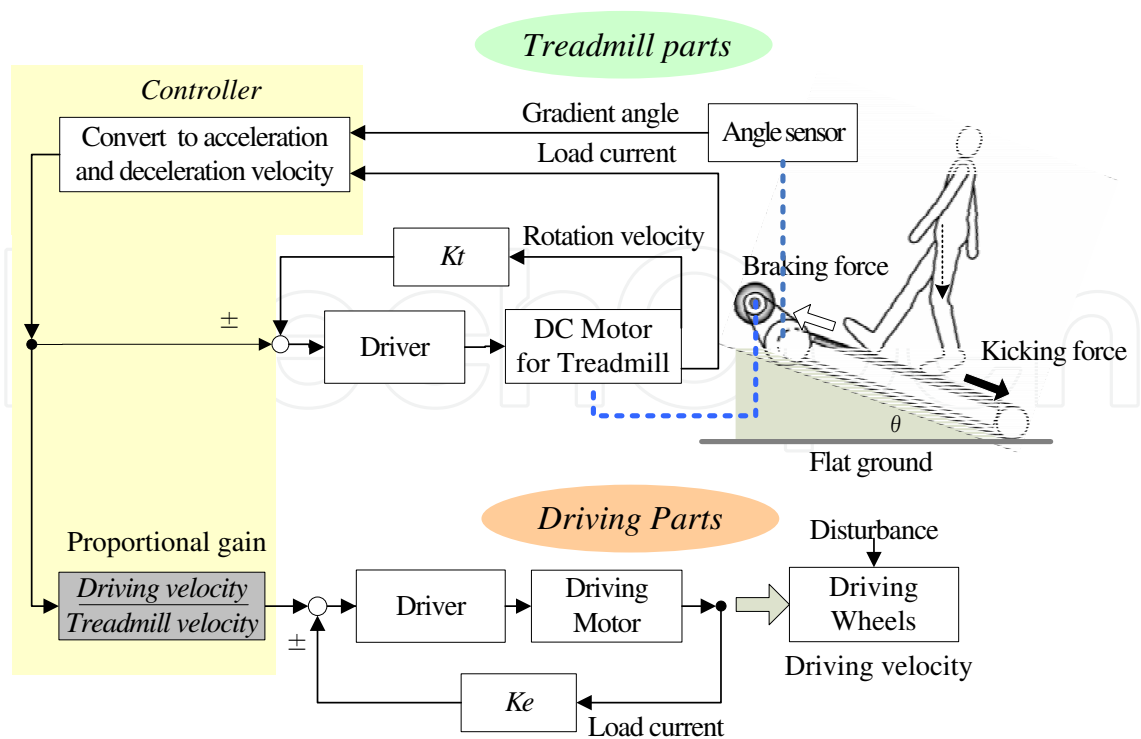 Treadmill parts
Controller
Gradient angle
Angle sensor
Convert to acceleration
and deceleration velocity
Load current
Kt
Rotation velocity
Braking force
±
Driver
DC Motor
for Treadmill
Kicking force
θ
Flat ground
Driving Parts
Disturbance
Proportional gain
Driving velocity
Treadmill velocity
±
Driver
Driving
Motor
Driving
Wheels
Driving velocity
Ke
Load current